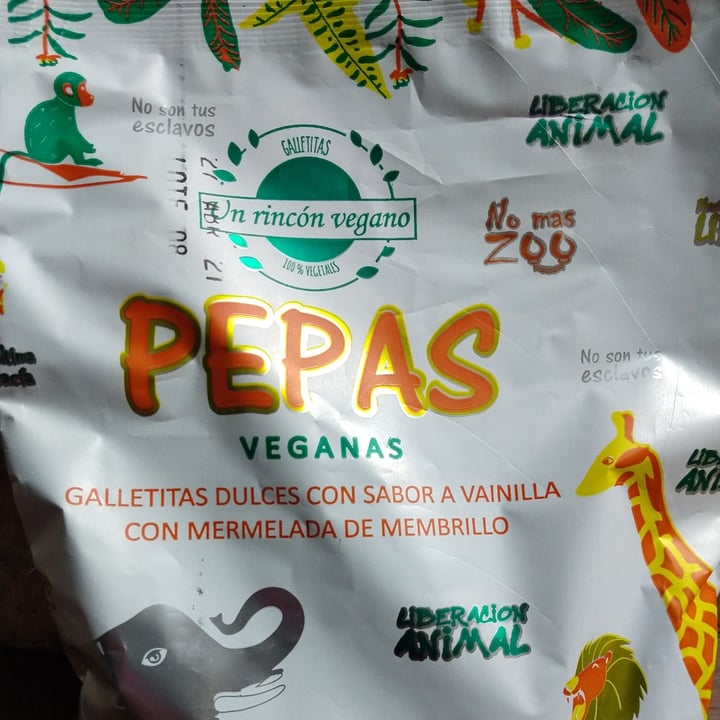 No son tus
esclavos
LIBERACION
ANIMAL
GALLETITAS
Un rincón vegano
100 % VEGETALES
No mas
ZOO
PEPAS
VEGANAS
No son tus
esclavos
GALLETITAS DULCES CON SABOR A VAINILLA
CON MERMELADA DE MEMBRILLO
LIBERACION
ANIMAL